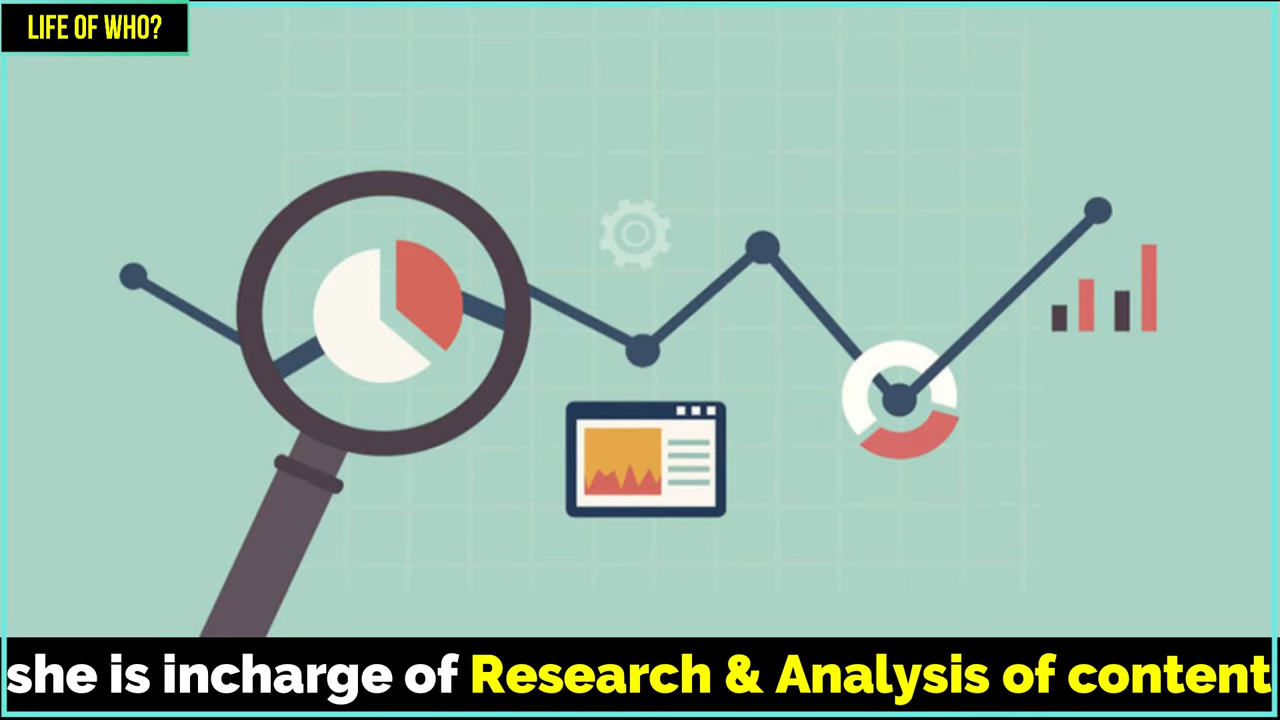 LIFE OF WHO?
she is incharge of Research & Analysis of content